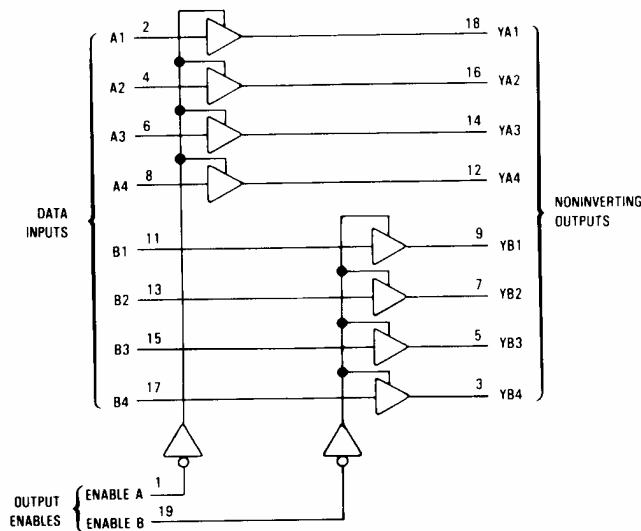 A1 2 18 YA1
A2 4 16 YA2
A3 6 14 YA3
A4 8 12 YA4
DATA INPUTS
NONINVERTING OUTPUTS
B1 11 9 YB1
B2 13 7 YB2
B3 15 5 YB3
B4 17 3 YB4
OUTPUT ENABLES
ENABLE A 1
ENABLE B 19